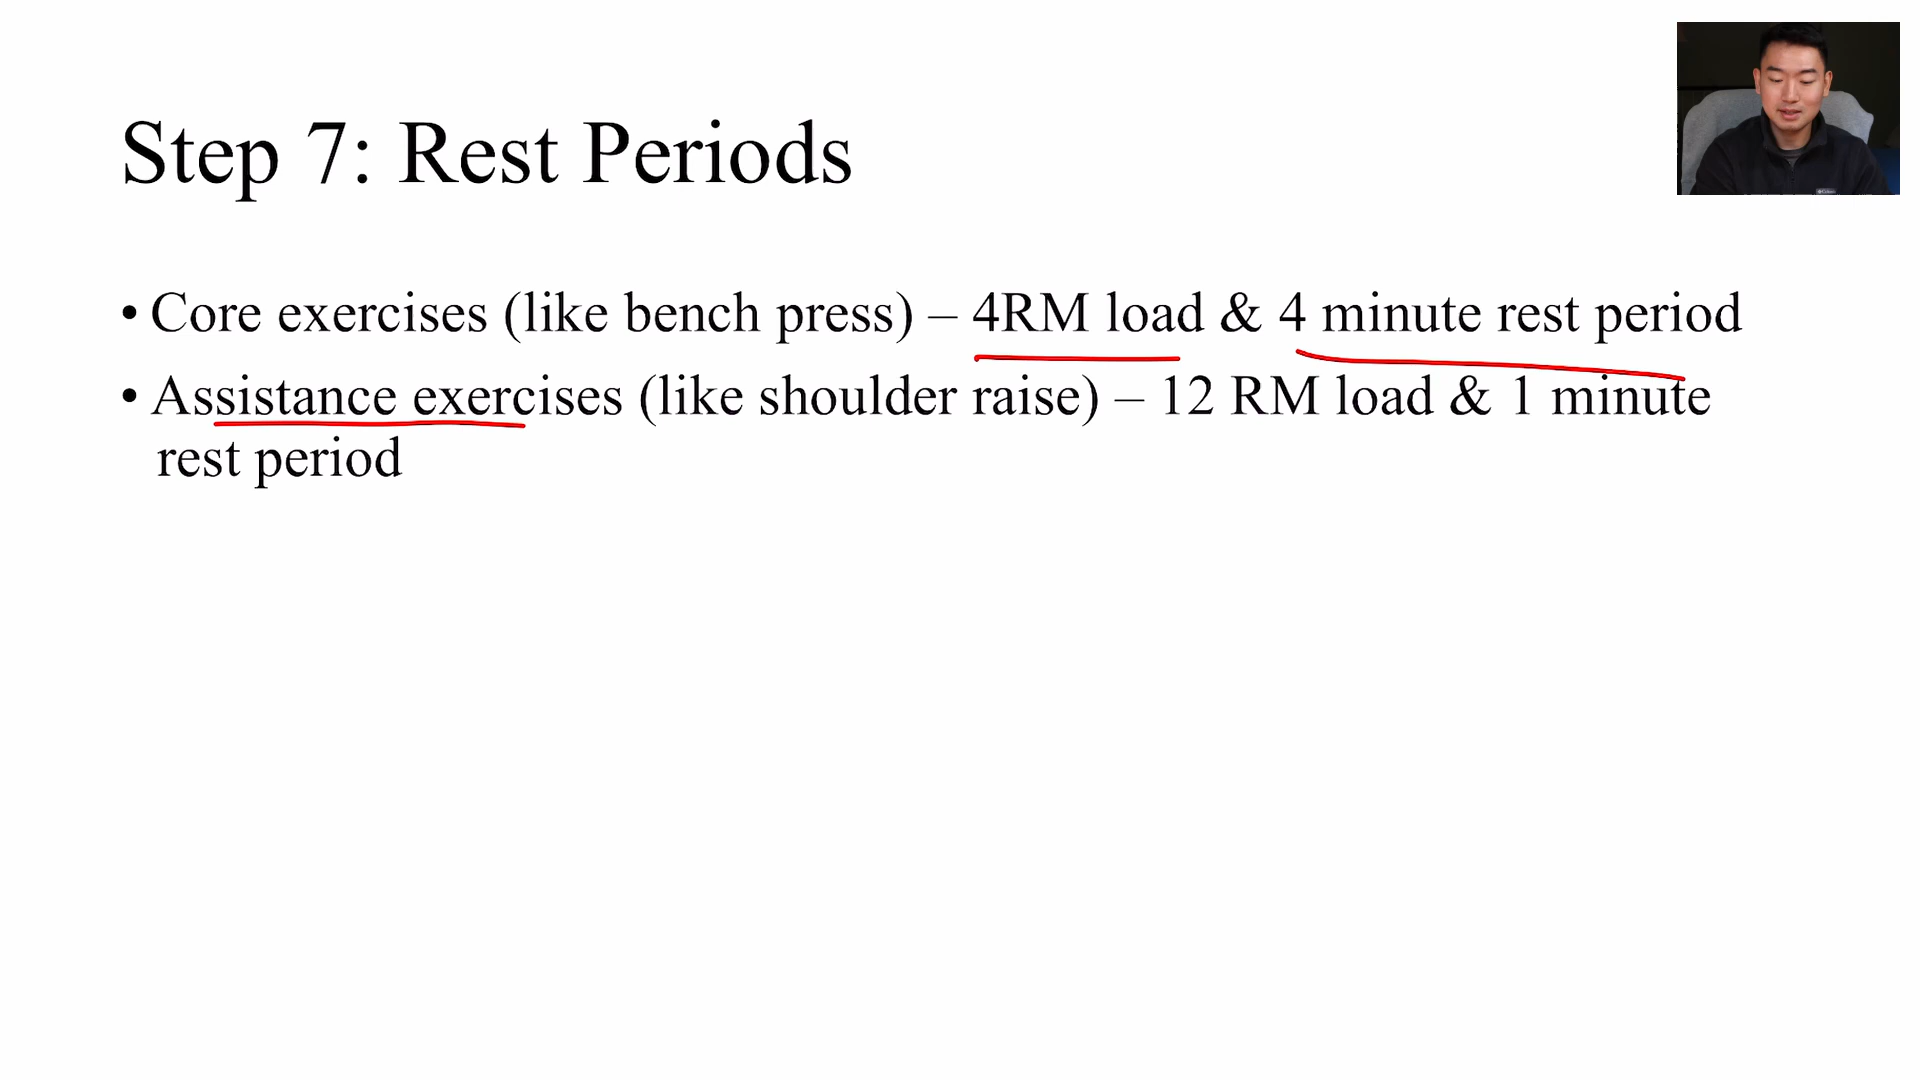 Step 7: Rest Periods
• Core exercises (like bench press) – 4RM load & 4 minute rest period
• Assistance exercises (like shoulder raise) – 12 RM load & 1 minute
rest period